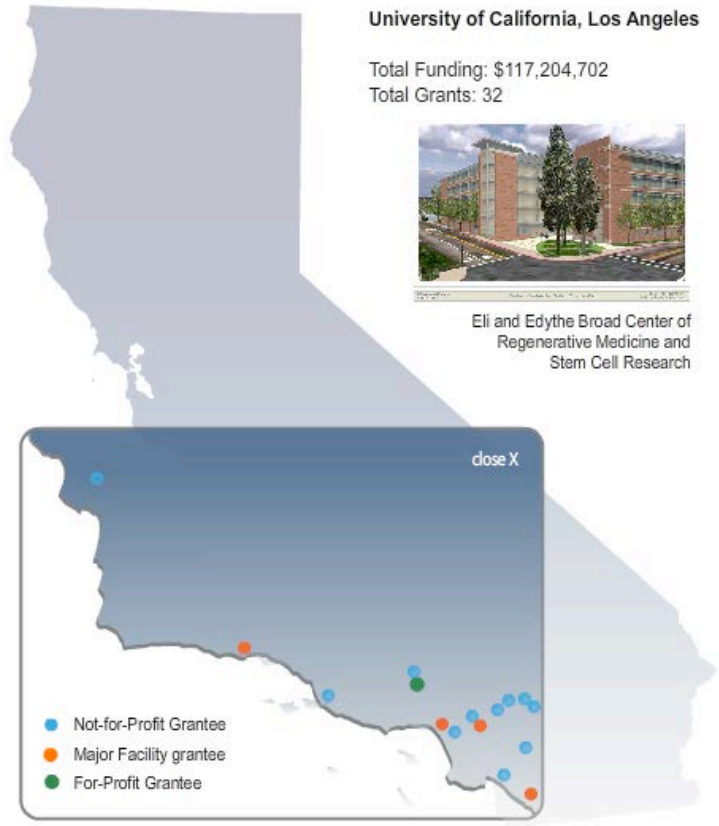 University of California, Los Angeles
Total Funding: $117,204,702
Total Grants: 32
Eli and Edythe Broad Center of
Regenerative Medicine and
Stem Cell Research
close X
Not-for-Profit Grantee
Major Facility grantee
For-Profit Grantee